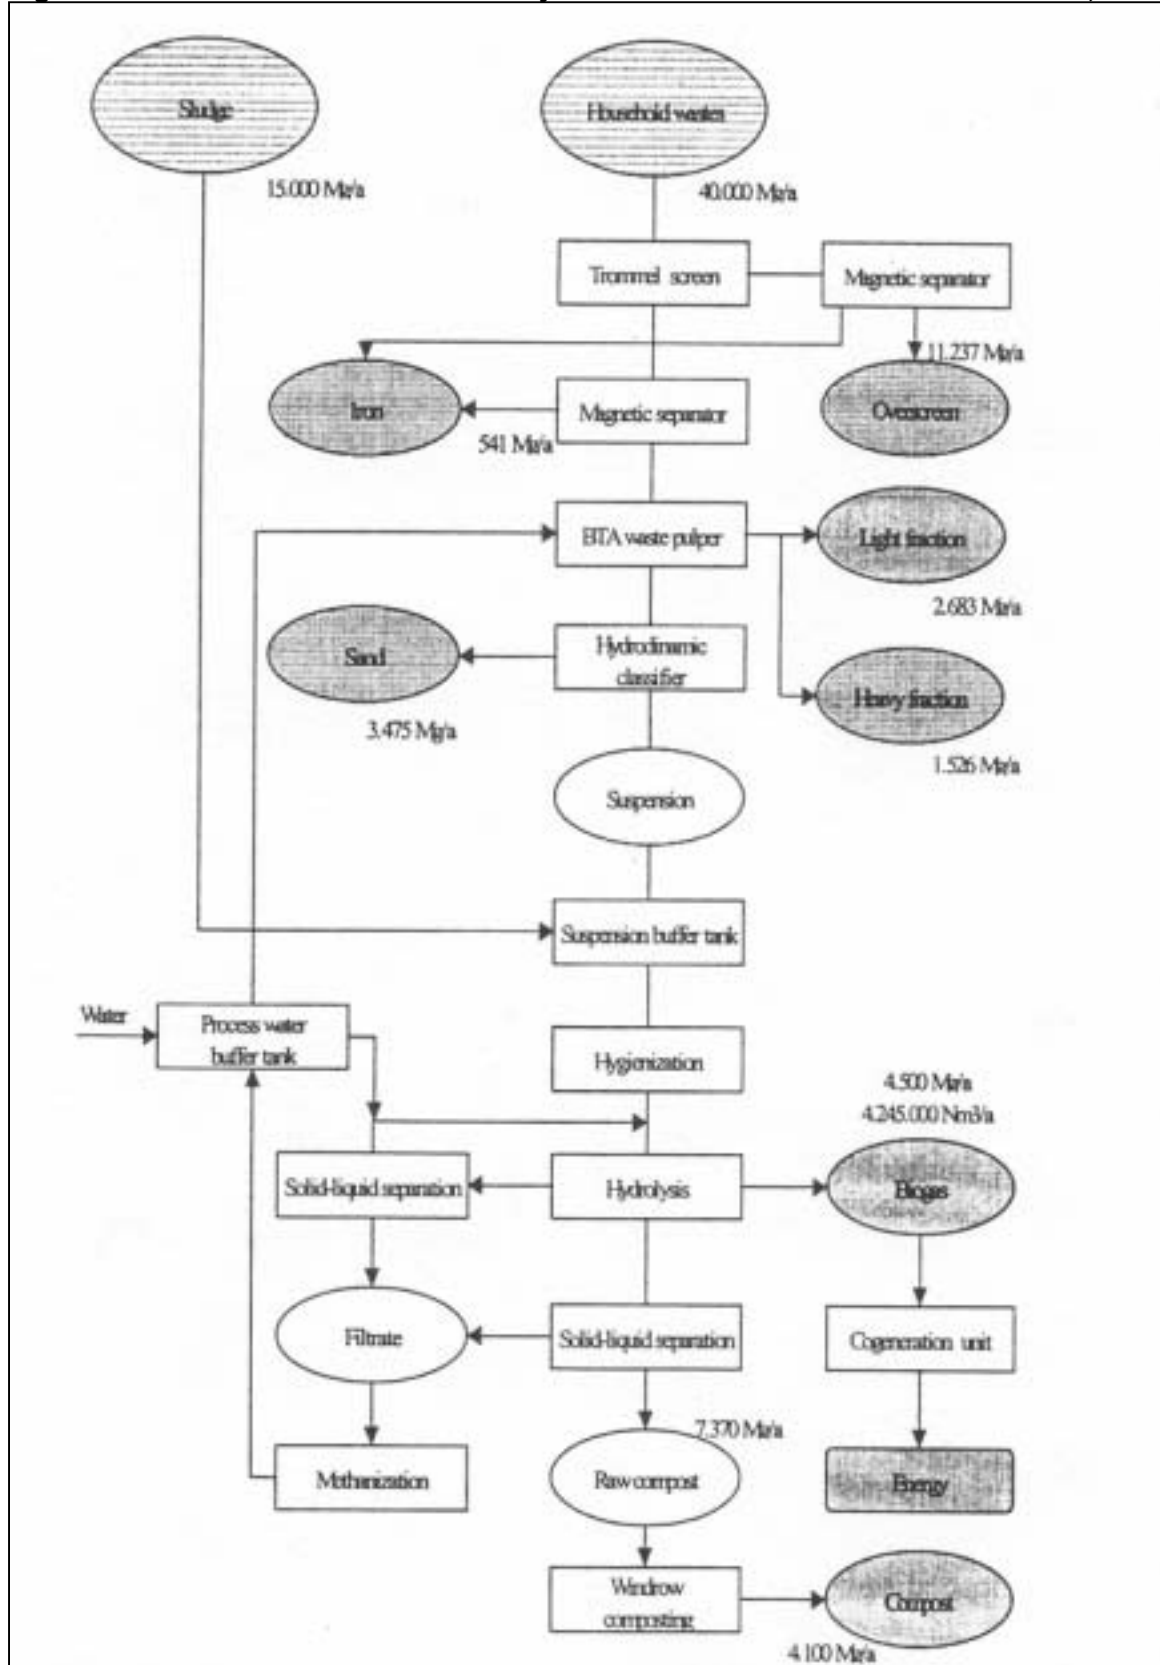 Sludge
Household wastes
15.000 Mg/a
40.000 Mg/a
Trommel screen
Magnetic separator
11.237 Mg/a
Iron
Magnetic separator
Overscreen
541 Mg/a
BTA waste pulper
Light fraction
2.683 Mg/a
Sand
Hydrodinamic
classifier
Heavy fraction
3.475 Mg/a
1.526 Mg/a
Suspension
Suspension buffer tank
Water
Process water
buffer tank
Hygienization
4.500 Mg/a
4.245.000 Nm3/a
Solid-liquid separation
Hydrolysis
Biogas
Filtrate
Solid-liquid separation
Cogeneration unit
7.370 Mg/a
Methanization
Raw compost
Energy
Windrow
composting
Compost
4.100 Mg/a